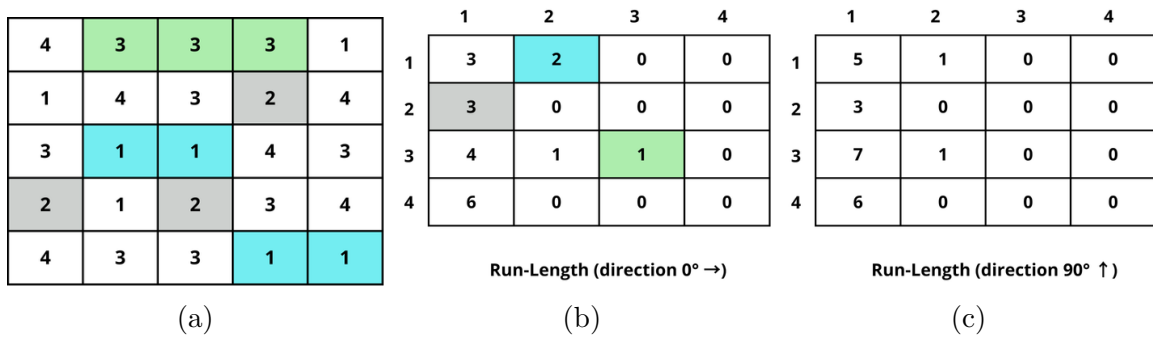 4 3 3 3 1
1 4 3 2 4
3 1 1 4 3
2 1 2 3 4
4 3 3 1 1
(a)
1 2 3 4
1 3 2 0 0
2 3 0 0 0
3 4 1 1 0
4 6 0 0 0
Run-Length (direction 0° →)
(b)
1 2 3 4
1 5 1 0 0
2 3 0 0 0
3 7 1 0 0
4 6 0 0 0
Run-Length (direction 90° ↑)
(c)